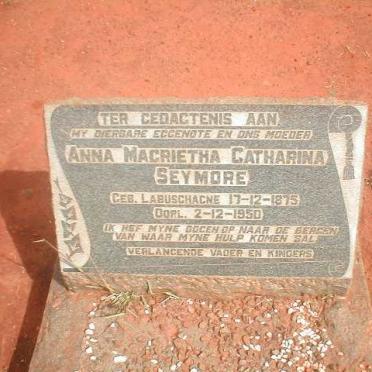 TER GEDAGTENIS AAN
MY DIERBARE EGGENOTE EN ONS MOEDER
ANNA MAGRIETHA CATHARINA
SEYMORE
GEB. LABUSCHAGNE 17-12-1875
OORL. 2-12-1950
IK HEF MYNE OOGEN OP NAAR DE BERGEN
VAN WAAR MYNE HULP KOMEN SAL
VERLANGENDE VADER EN KINDERS